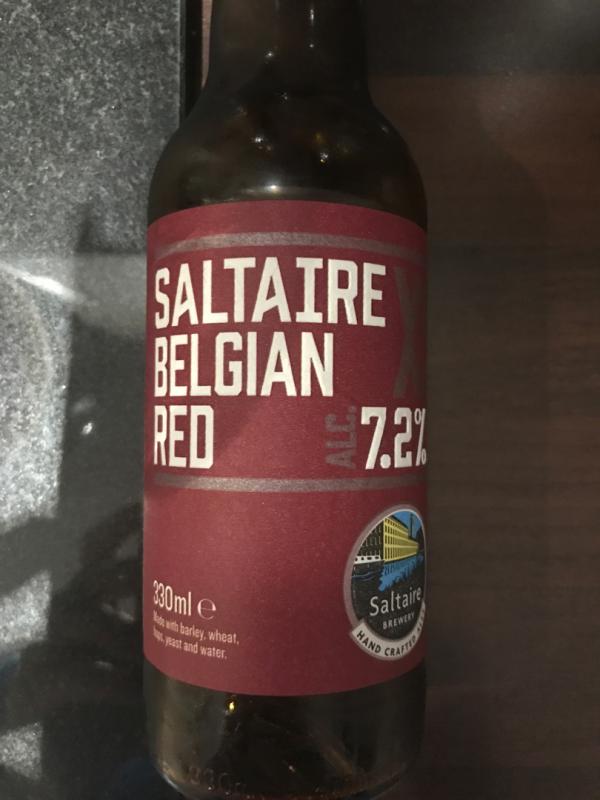 SALTAIRE X
BELGIAN
RED
ALC. 7.2%
330ml ℮
Made with barley, wheat,
hops, yeast and water.
Saltaire
BREWERY
HAND CRAFTED